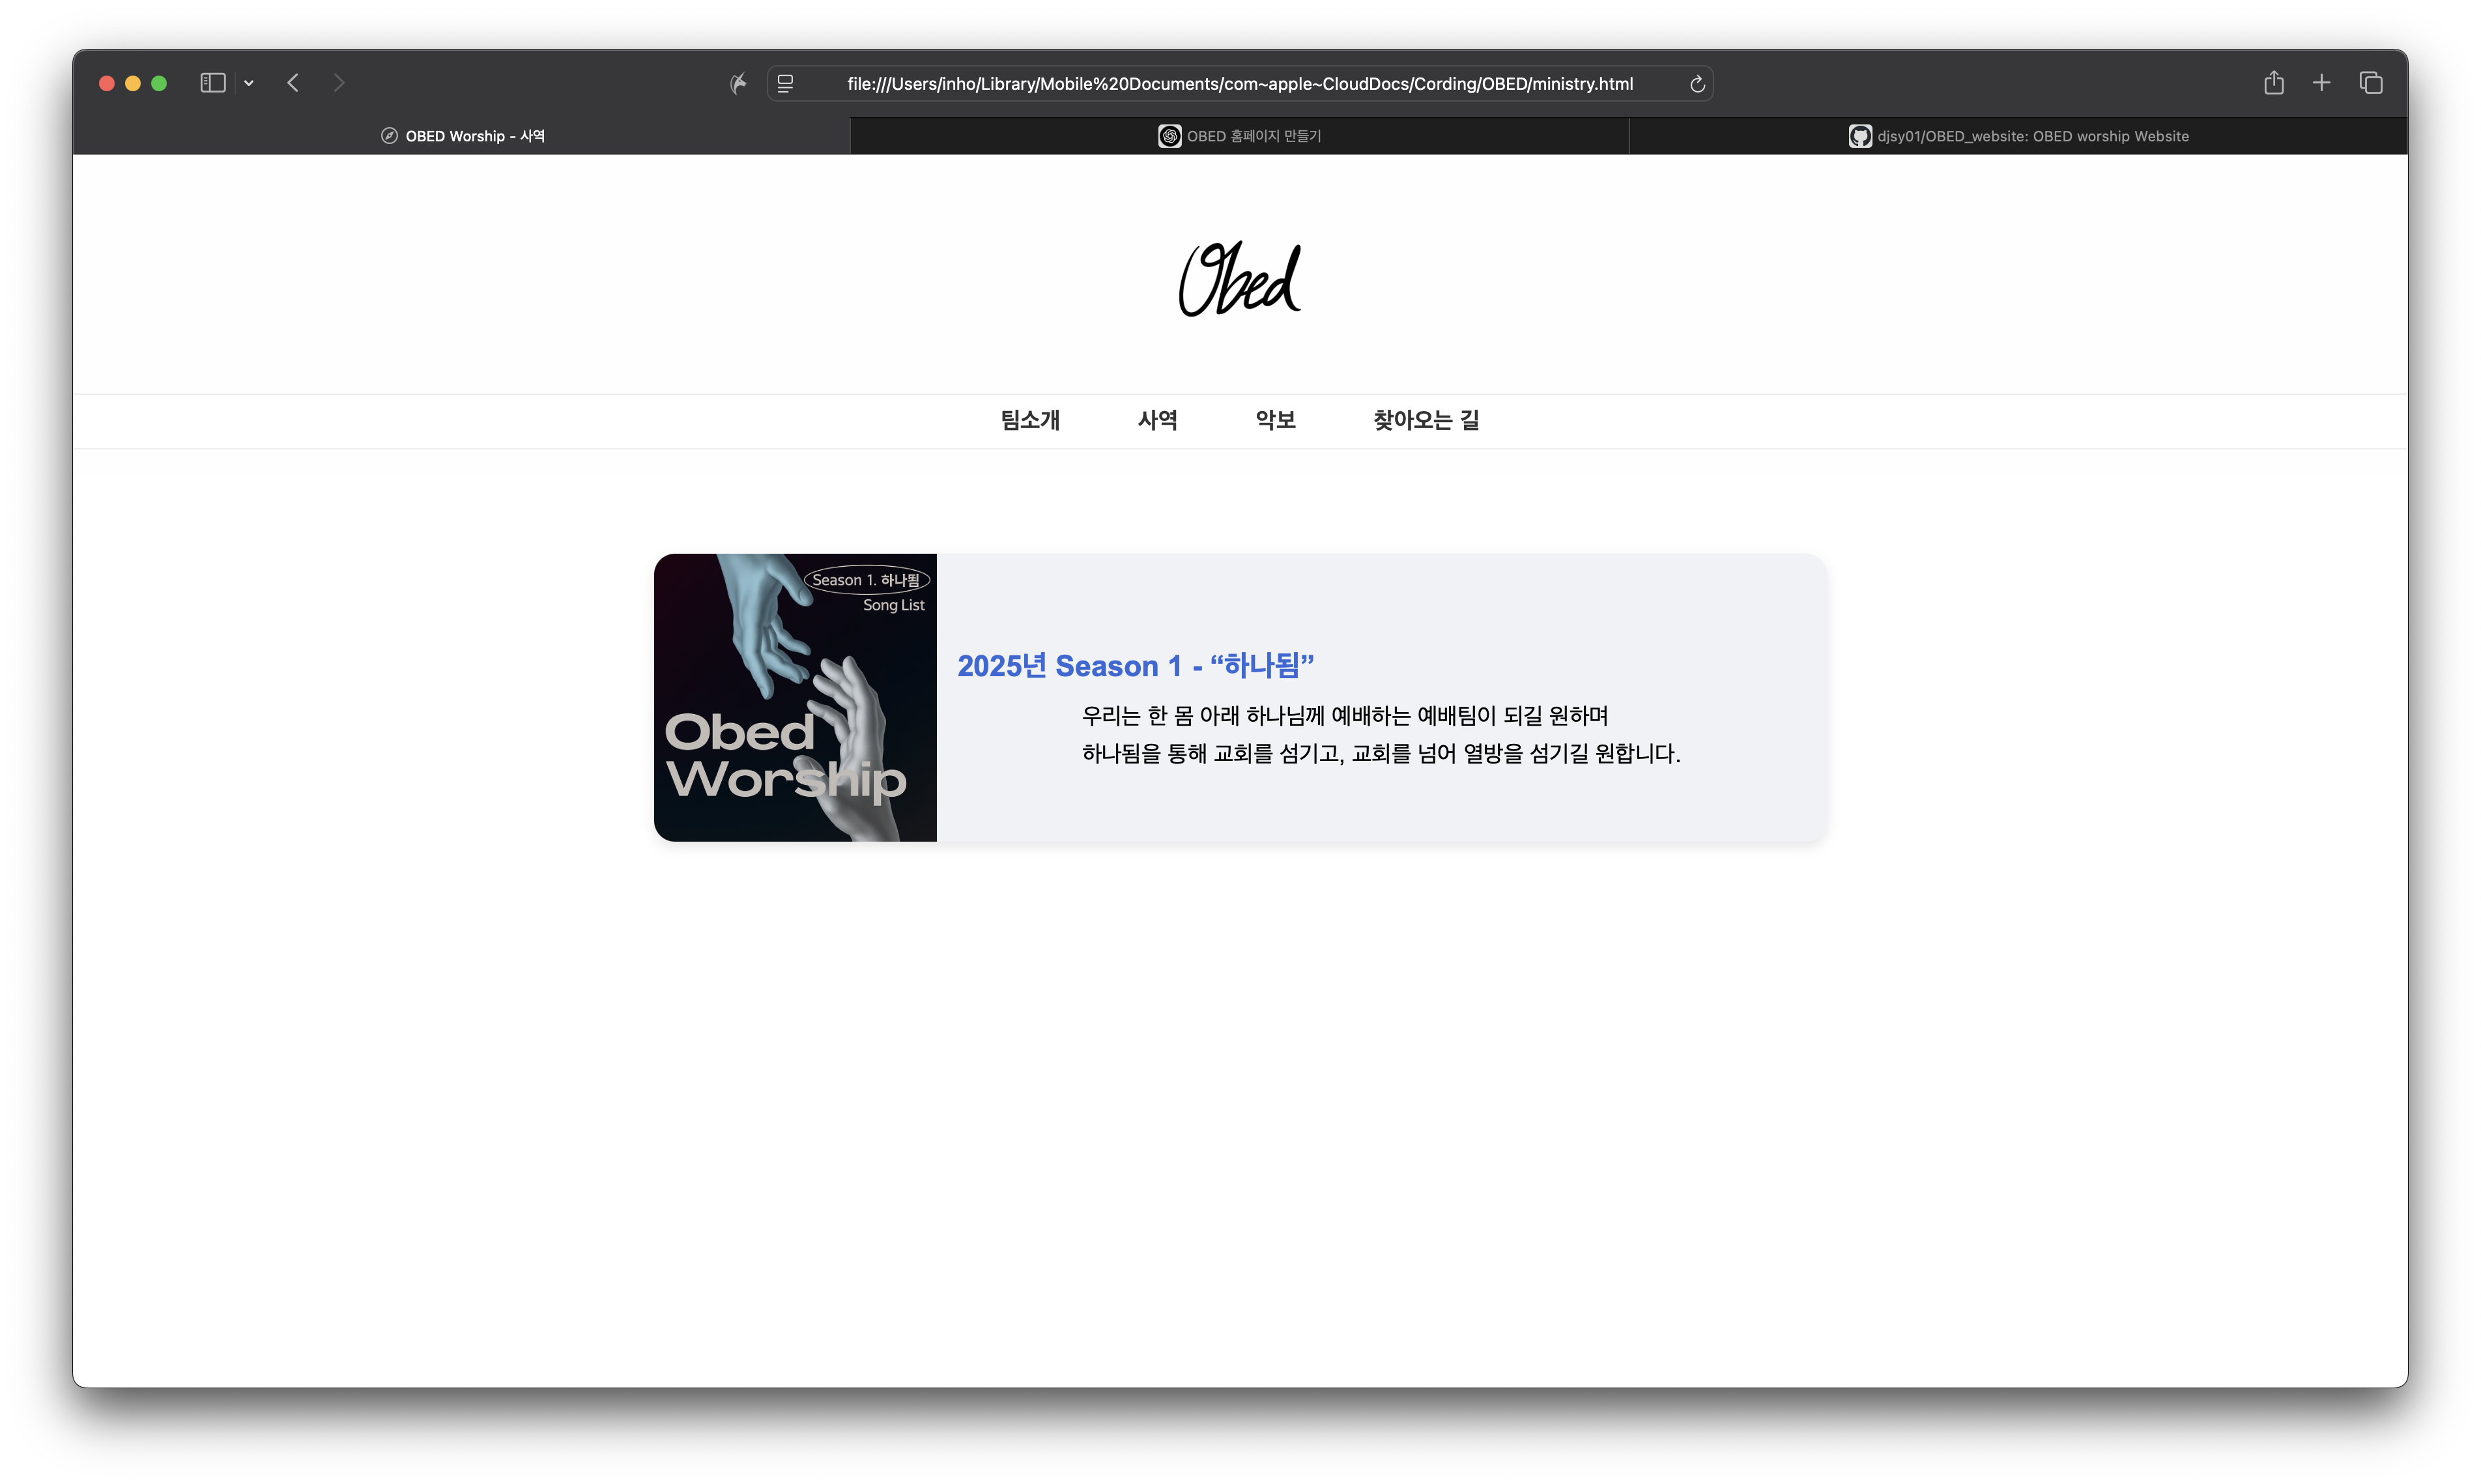 file:///Users/inho/Library/Mobile%20Documents/com~apple~CloudDocs/Cording/OBED/ministry.html
OBED Worship - 사역
OBED 홈페이지 만들기
djsy01/OBED_website: OBED worship Website
Obed
팀소개 사역 악보 찾아오는 길
Season 1. 하나됨
Song List
Obed
Worship
2025년 Season 1 - “하나됨”
우리는 한 몸 아래 하나님께 예배하는 예배팀이 되길 원하며
하나됨을 통해 교회를 섬기고, 교회를 넘어 열방을 섬기길 원합니다.